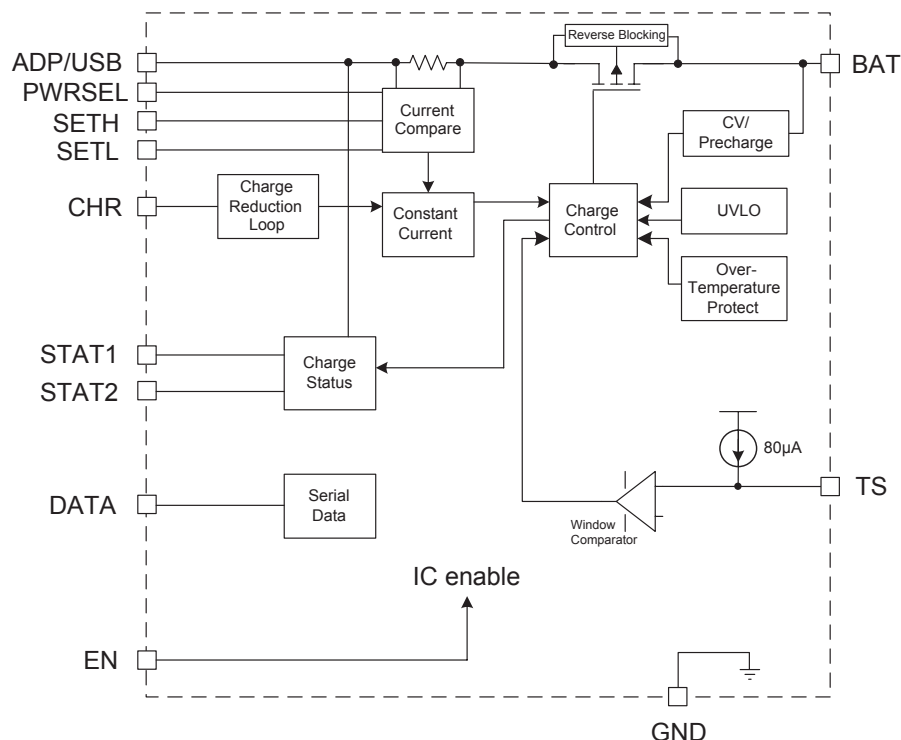 Reverse Blocking
ADP/USB
BAT
PWRSEL
SETH
SETL
Current
Compare
CV/
Precharge
CHR
Charge
Reduction
Loop
Constant
Current
Charge
Control
UVLO
Over-
Temperature
Protect
STAT1
STAT2
Charge
Status
80µA
TS
DATA
Serial
Data
Window
Comparator
IC enable
EN
GND